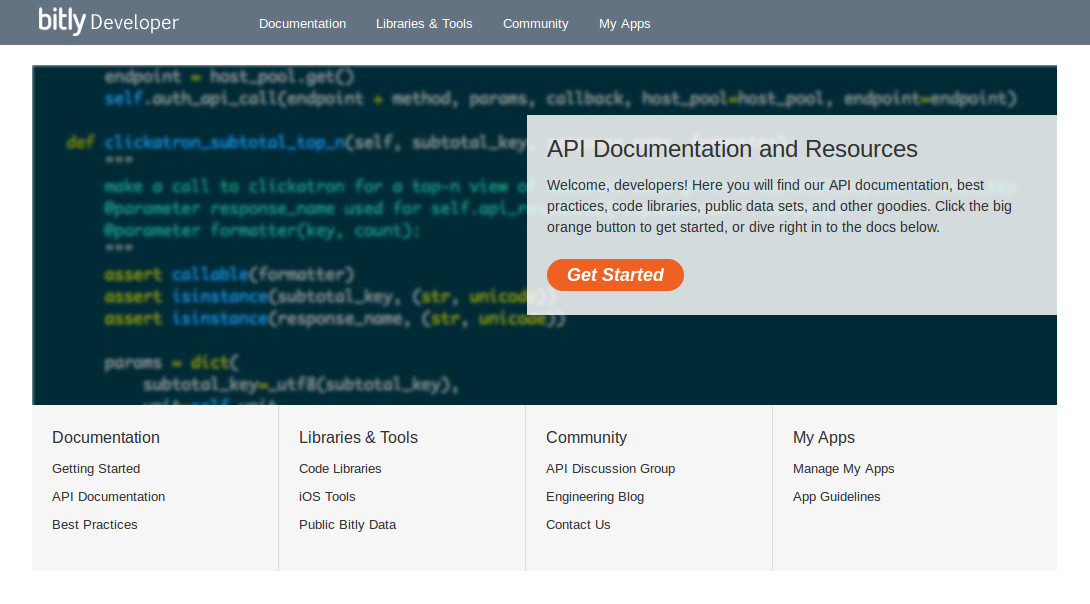 bitly Developer
Documentation
Libraries & Tools
Community
My Apps
endpoint = host_pool.get()
self.auth_api_call(endpoint + method, params, callback, host_pool=host_pool, endpoint=endpoint)
def clickatron_subtotal_top_n(self, subtotal_key,
"""
make a call to clickatron for a top-n view of
@parameter response_name used for self.api_
@parameter formatter(key, count):
"""
assert callable(formatter)
assert isinstance(subtotal_key, (str, unicode))
assert isinstance(response_name, (str, unicode))
params = dict(
subtotal_key=_utf8(subtotal_key),
API Documentation and Resources
Welcome, developers! Here you will find our API documentation, best
practices, code libraries, public data sets, and other goodies. Click the big
orange button to get started, or dive right in to the docs below.
Get Started
Documentation
Getting Started
API Documentation
Best Practices
Libraries & Tools
Code Libraries
iOS Tools
Public Bitly Data
Community
API Discussion Group
Engineering Blog
Contact Us
My Apps
Manage My Apps
App Guidelines